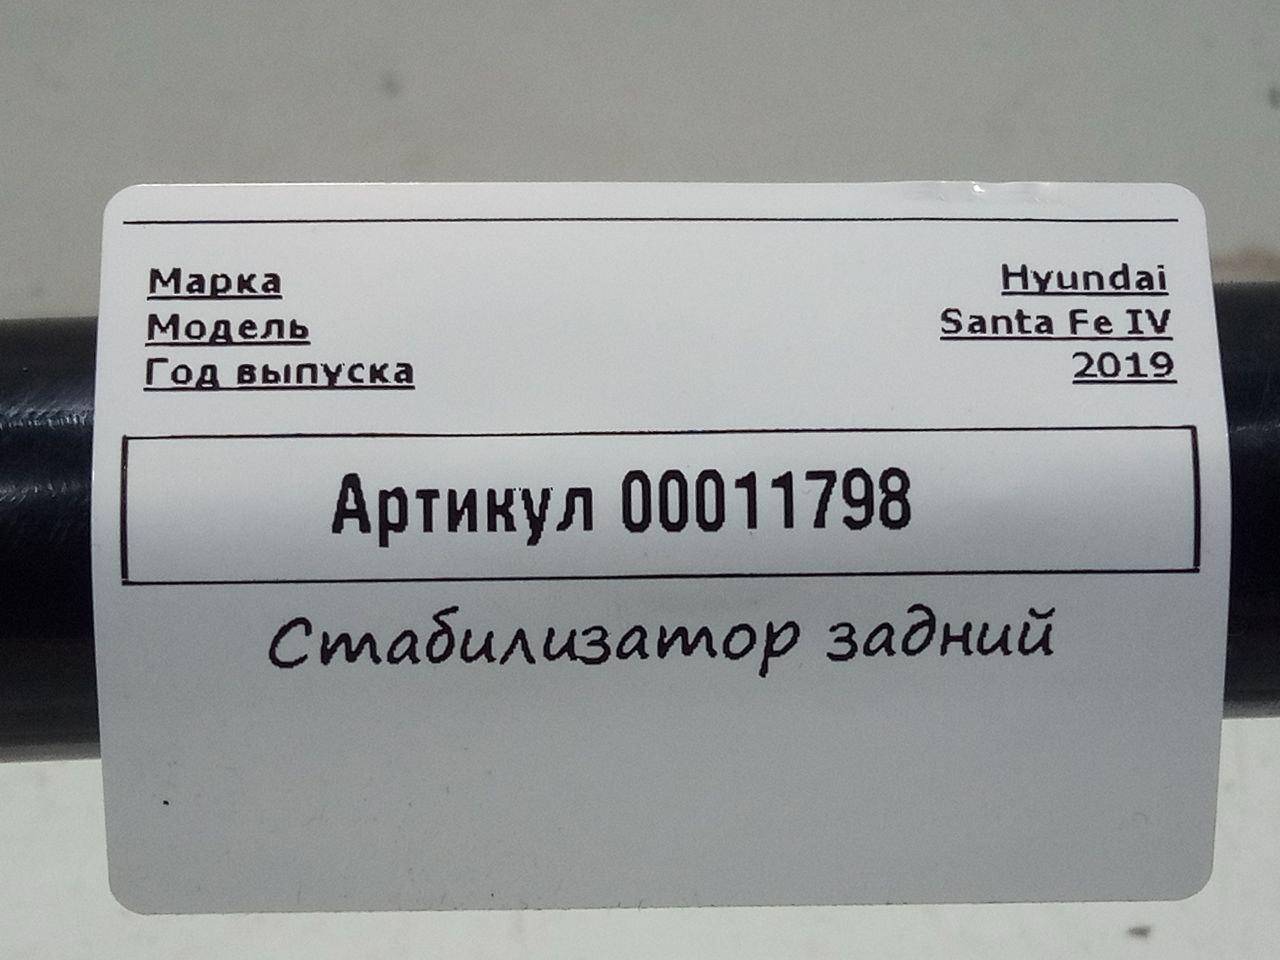 Марка Hyundai
Модель Santa Fe IV
Год выпуска 2019
Артикул 00011798
Стабилизатор задний